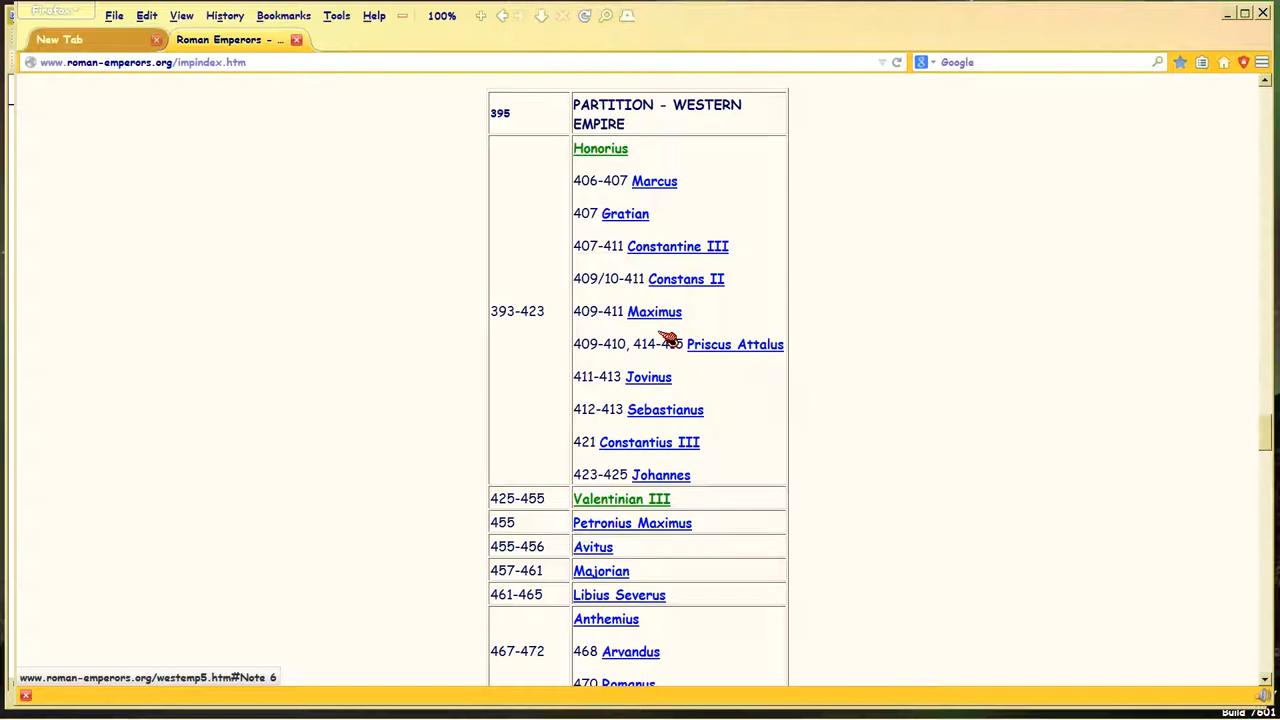 Firefox
File Edit View History Bookmarks Tools Help 100%
New Tab
Roman Emperors - ...
www.roman-emperors.org/impindex.htm
Google
395 PARTITION - WESTERN
EMPIRE
Honorius
406-407 Marcus
407 Gratian
407-411 Constantine III
409/10-411 Constans II
393-423 409-411 Maximus
409-410, 414- Priscus Attalus
411-413 Jovinus
412-413 Sebastianus
421 Constantius III
423-425 Johannes
425-455 Valentinian III
455 Petronius Maximus
455-456 Avitus
457-461 Majorian
461-465 Libius Severus
Anthemius
467-472 468 Arvandus
470 Romanus
www.roman-emperors.org/westemp5.htm#Note 6
Build 7601